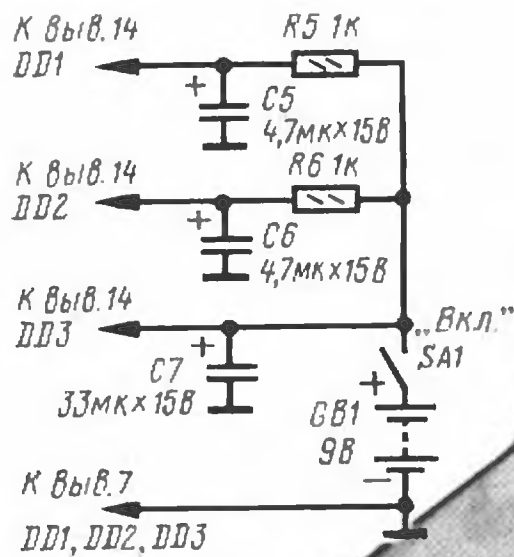 К выв.14
DD1
R5 1к
+
C5
4,7мк×15В
К выв.14
DD2
R6 1к
+
C6
4,7мк×15В
К выв.14
DD3
+
C7
33мк×15В
„Вкл.”
SA1
+
GB1
9В
−
К выв.7
DD1, DD2, DD3